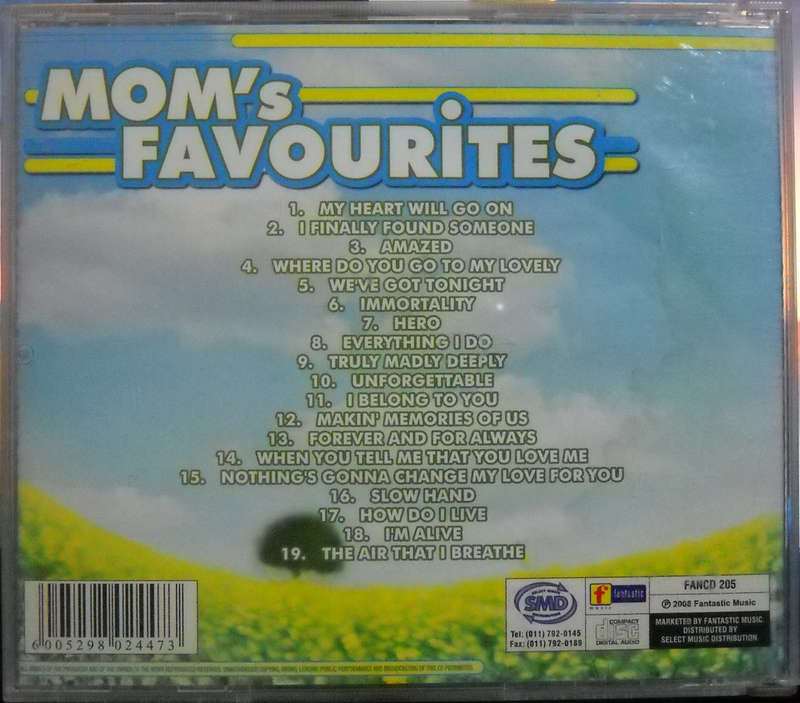 MOM's
FAVOURiTES
1. MY HEART WILL GO ON
2. I FINALLY FOUND SOMEONE
3. AMAZED
4. WHERE DO YOU GO TO MY LOVELY
5. WE'VE GOT TONIGHT
6. IMMORTALITY
7. HERO
8. EVERYTHING I DO
9. TRULY MADLY DEEPLY
10. UNFORGETTABLE
11. I BELONG TO YOU
12. MAKIN' MEMORIES OF US
13. FOREVER AND FOR ALWAYS
14. WHEN YOU TELL ME THAT YOU LOVE ME
15. NOTHING'S GONNA CHANGE MY LOVE FOR YOU
16. SLOW HAND
17. HOW DO I LIVE
18. I'M ALIVE
19. THE AIR THAT I BREATHE
6005298 024473
SMD
Tel: (011) 792-0145
Fax: (011) 792-0189
f fantastic
music
COMPACT
disc
DIGITAL AUDIO
FANCD 205
℗ 2008 Fantastic Music
MARKETED BY FANTASTIC MUSIC
DISTRIBUTED BY
SELECT MUSIC DISTRIBUTION